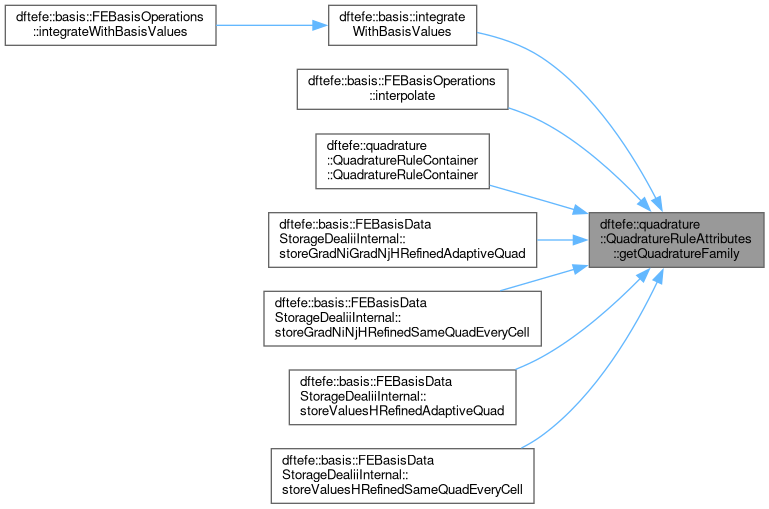 dftefe::basis::FEBasisOperations
::integrateWithBasisValues
dftefe::basis::integrate
WithBasisValues
dftefe::basis::FEBasisOperations
::interpolate
dftefe::quadrature
::QuadratureRuleContainer
::QuadratureRuleContainer
dftefe::basis::FEBasisData
StorageDealiiInternal::
storeGradNiGradNjHRefinedAdaptiveQuad
dftefe::quadrature
::QuadratureRuleAttributes
::getQuadratureFamily
dftefe::basis::FEBasisData
StorageDealiiInternal::
storeGradNiNjHRefinedSameQuadEveryCell
dftefe::basis::FEBasisData
StorageDealiiInternal::
storeValuesHRefinedAdaptiveQuad
dftefe::basis::FEBasisData
StorageDealiiInternal::
storeValuesHRefinedSameQuadEveryCell